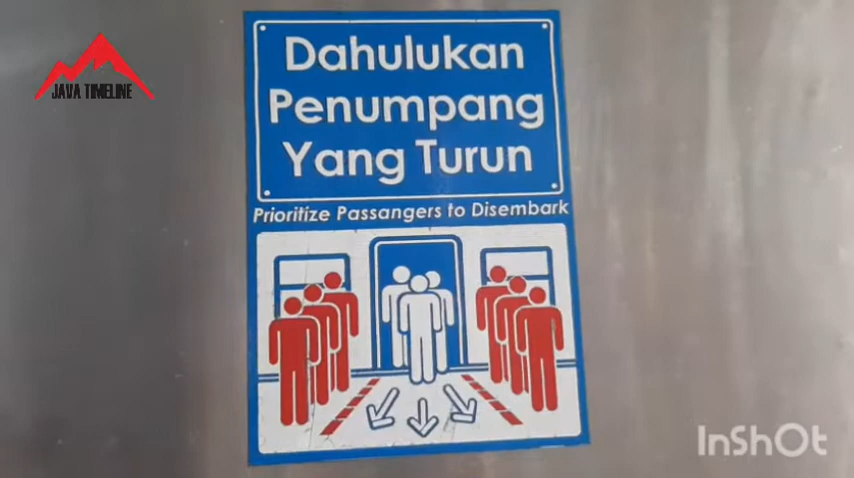 JAVA TIMELINE
Dahulukan
Penumpang
Yang Turun
Prioritize Passangers to Disembark
InShOt